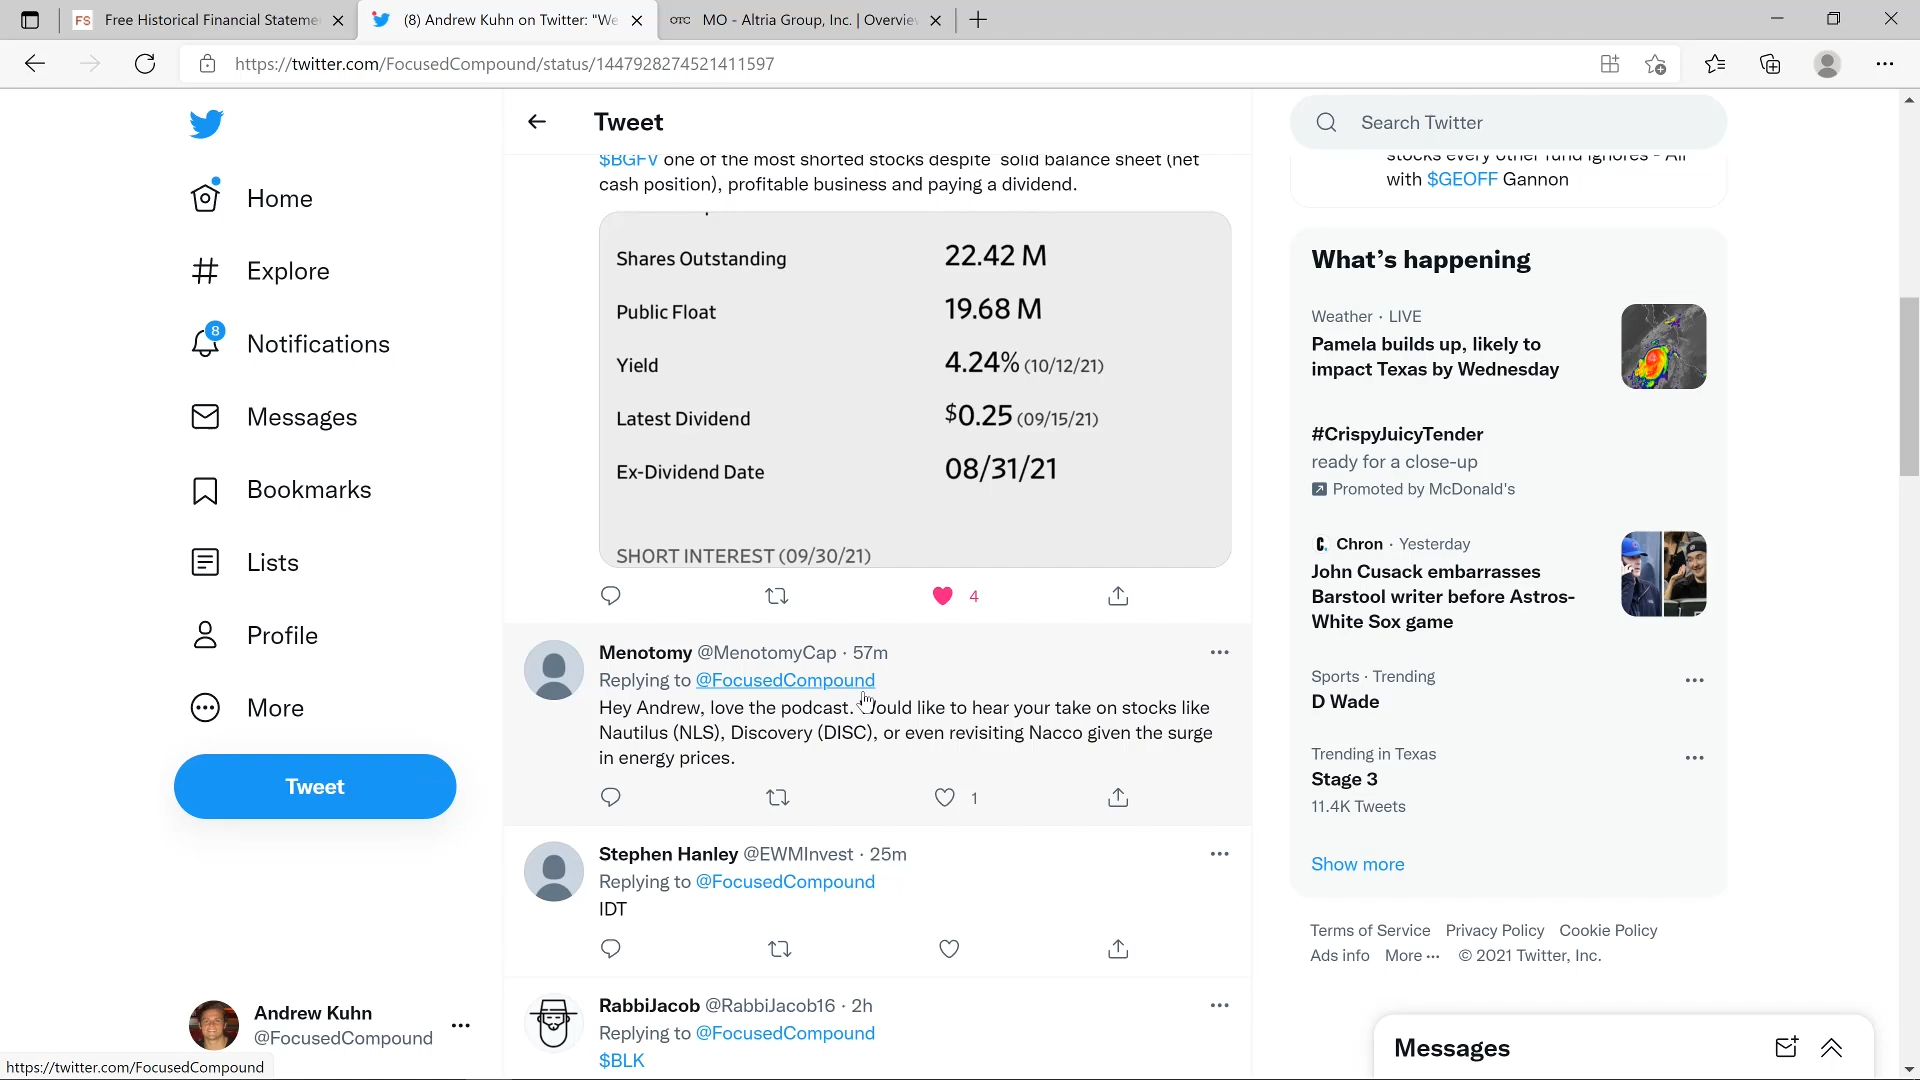 FS Free Historical Financial Stateme
(8) Andrew Kuhn on Twitter: "We
OTC MO - Altria Group, Inc. | Overvie
https://twitter.com/FocusedCompound/status/1447928274521411597
Home
Explore
8
Notifications
Messages
Bookmarks
Lists
Profile
More
Tweet
Andrew Kuhn
@FocusedCompound
https://twitter.com/FocusedCompound
Tweet
$BGFV one of the most shorted stocks despite solid balance sheet (net
cash position), profitable business and paying a dividend.
Shares Outstanding 22.42 M
Public Float 19.68 M
Yield 4.24% (10/12/21)
Latest Dividend $0.25 (09/15/21)
Ex-Dividend Date 08/31/21
SHORT INTEREST (09/30/21)
4
Menotomy @MenotomyCap · 57m
Replying to @FocusedCompound
Hey Andrew, love the podcast. Would like to hear your take on stocks like
Nautilus (NLS), Discovery (DISC), or even revisiting Nacco given the surge
in energy prices.
1
Stephen Hanley @EWMInvest · 25m
Replying to @FocusedCompound
IDT
RabbiJacob @RabbiJacob16 · 2h
Replying to @FocusedCompound
$BLK
Search Twitter
stocks every other fund ignores - All
with $GEOFF Gannon
What's happening
Weather · LIVE
Pamela builds up, likely to
impact Texas by Wednesday
#CrispyJuicyTender
ready for a close-up
Promoted by McDonald's
C. Chron · Yesterday
John Cusack embarrasses
Barstool writer before Astros-
White Sox game
Sports · Trending
D Wade
Trending in Texas
Stage 3
11.4K Tweets
Show more
Terms of Service Privacy Policy Cookie Policy
Ads info More ··· © 2021 Twitter, Inc.
Messages